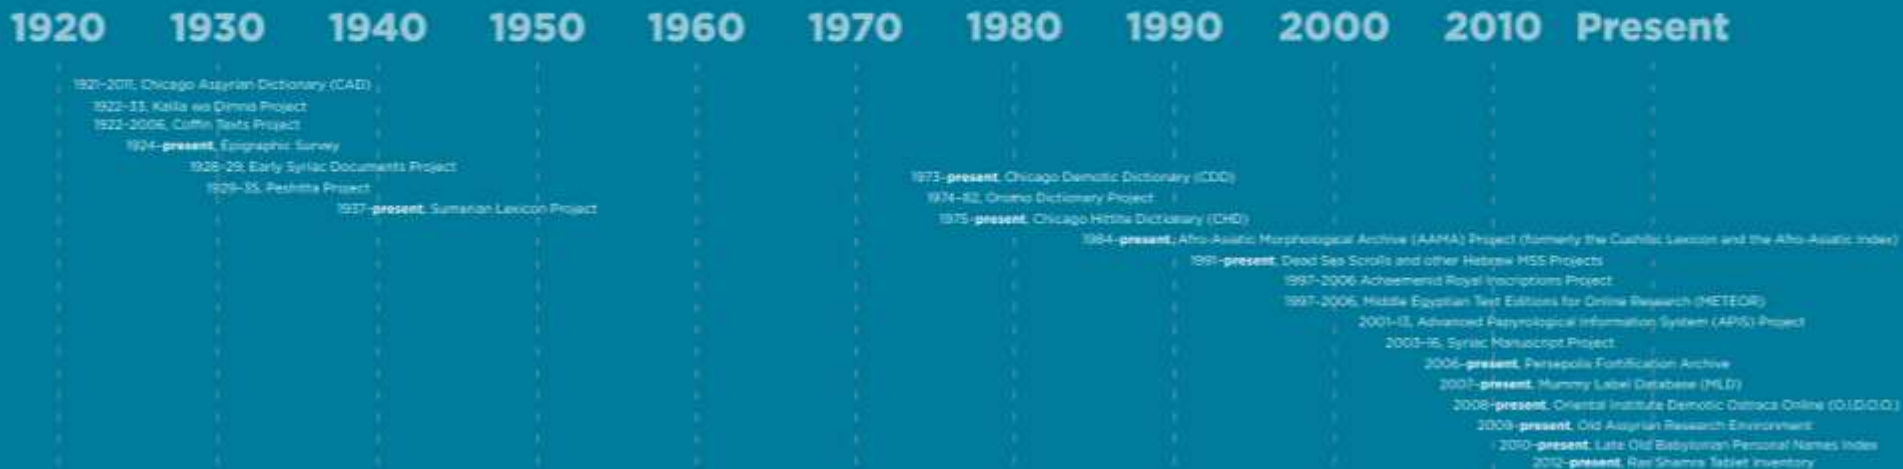 1920 1930 1940 1950 1960 1970 1980 1990 2000 2010 Present
1921–2011, Chicago Assyrian Dictionary (CAD)
1922–33, Kalila wa Dimna Project
1922–2006, Coffin Texts Project
1924–present, Epigraphic Survey
1928–29, Early Syriac Documents Project
1929–35, Peshitta Project
1937–present, Sumerian Lexicon Project
1973–present, Chicago Demotic Dictionary (CDD)
1974–82, Oromo Dictionary Project
1975–present, Chicago Hittite Dictionary (CHD)
1984–present, Afro-Asiatic Morphological Archive (AAMA) Project (formerly the Cushitic Lexicon and the Afro-Asiatic Index)
1991–present, Dead Sea Scrolls and other Hebrew MSS Projects
1997–2006 Achaemenid Royal Inscriptions Project
1997–2006, Middle Egyptian Text Editions for Online Research (METEOR)
2001–13, Advanced Papyrological Information System (APIS) Project
2003–16, Syriac Manuscript Project
2006–present, Persepolis Fortification Archive
2007–present, Mummy Label Database (MLD)
2008–present, Oriental Institute Demotic Ostraca Online (O.I.D.O.O.)
2009–present, Old Assyrian Research Environment
2010–present, Late Old Babylonian Personal Names Index
2012–present, Ras Shamra Tablet Inventory